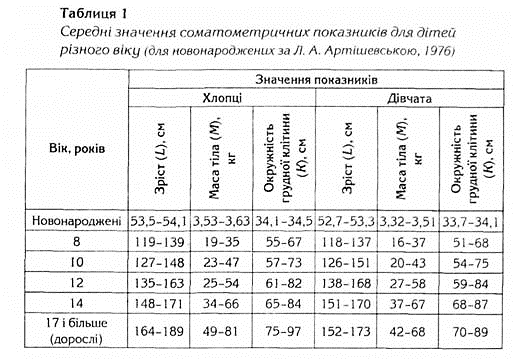 Таблиця 1
Середні значення соматометричних показників для дітей
різного віку (для новонароджених за Л. А. Артішевською, 1976)
Вік, років
Значення показників
Хлопці Дівчата
Зріст (L), см
Маса тіла (M), кг
Окружність грудної клітини (K), см
Зріст (L), см
Маса тіла (M), кг
Окружність грудної клітини (K), см
Новонароджені 53,5–54,1 3,53–3,63 34,1–34,5 52,7–53,3 3,32–3,51 33,7–34,1
8 119–139 19–35 55–67 118–137 16–37 51–68
10 127–148 23–47 57–73 126–151 20–43 54–75
12 135–163 25–54 61–82 138–168 27–58 59–84
14 148–171 34–66 65–84 151–170 37–67 68–87
17 і більше (дорослі) 164–189 49–81 75–97 152–173 42–68 70–89